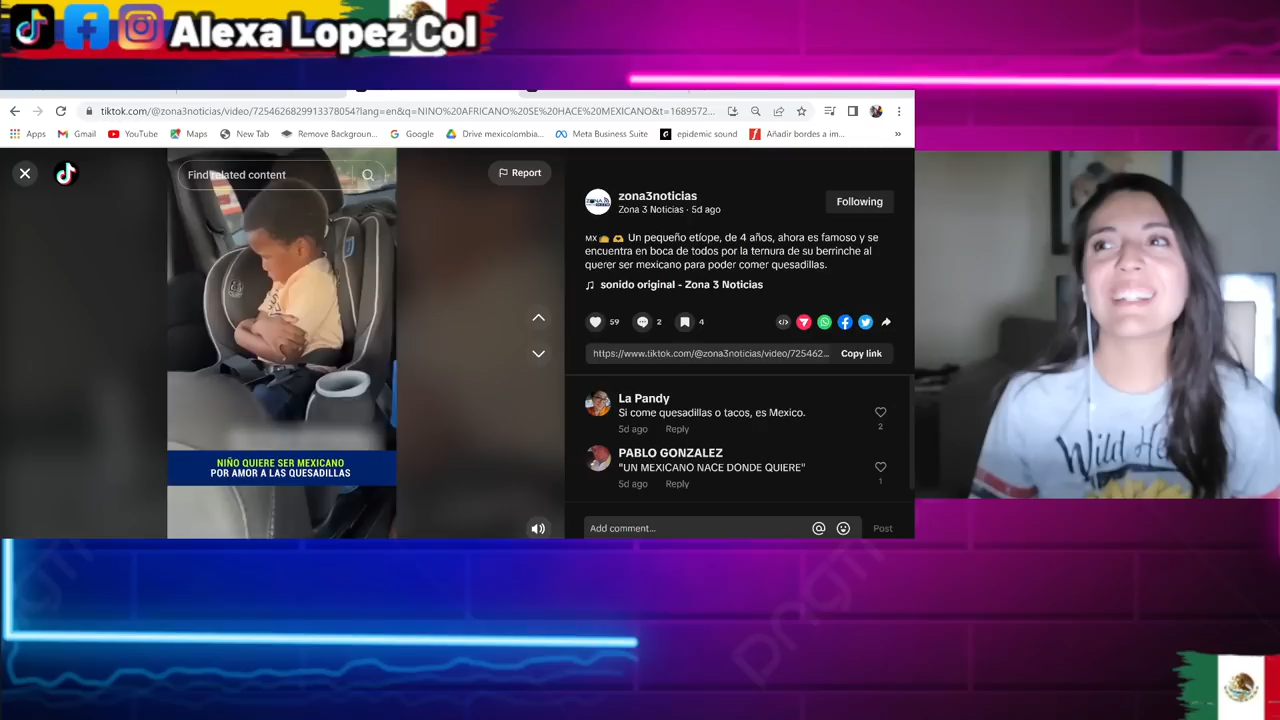 Alexa Lopez Col
tiktok.com/@zona3noticias/video/7254626829913378054?lang=en&q=NINO%20AFRICANO%20SE%20HACE%20MEXICANO&t=1689572...
Apps Gmail YouTube Maps New Tab Remove Backgroun... Google Drive mexicolombia... Meta Business Suite epidemic sound Añadir bordes a im... »
Find related content
Report
NIÑO QUIERE SER MEXICANO
POR AMOR A LAS QUESADILLAS
zona3noticias
Zona 3 Noticias · 5d ago
Following
MX Un pequeño etíope, de 4 años, ahora es famoso y se
encuentra en boca de todos por la ternura de su berrinche al
querer ser mexicano para poder comer quesadillas.
sonido original - Zona 3 Noticias
59 2 4
https://www.tiktok.com/@zona3noticias/video/725462...
Copy link
La Pandy
Si come quesadillas o tacos, es Mexico.
5d ago Reply
2
PABLO GONZALEZ
"UN MEXICANO NACE DONDE QUIERE"
5d ago Reply
1
Add comment...
Post
Wild He